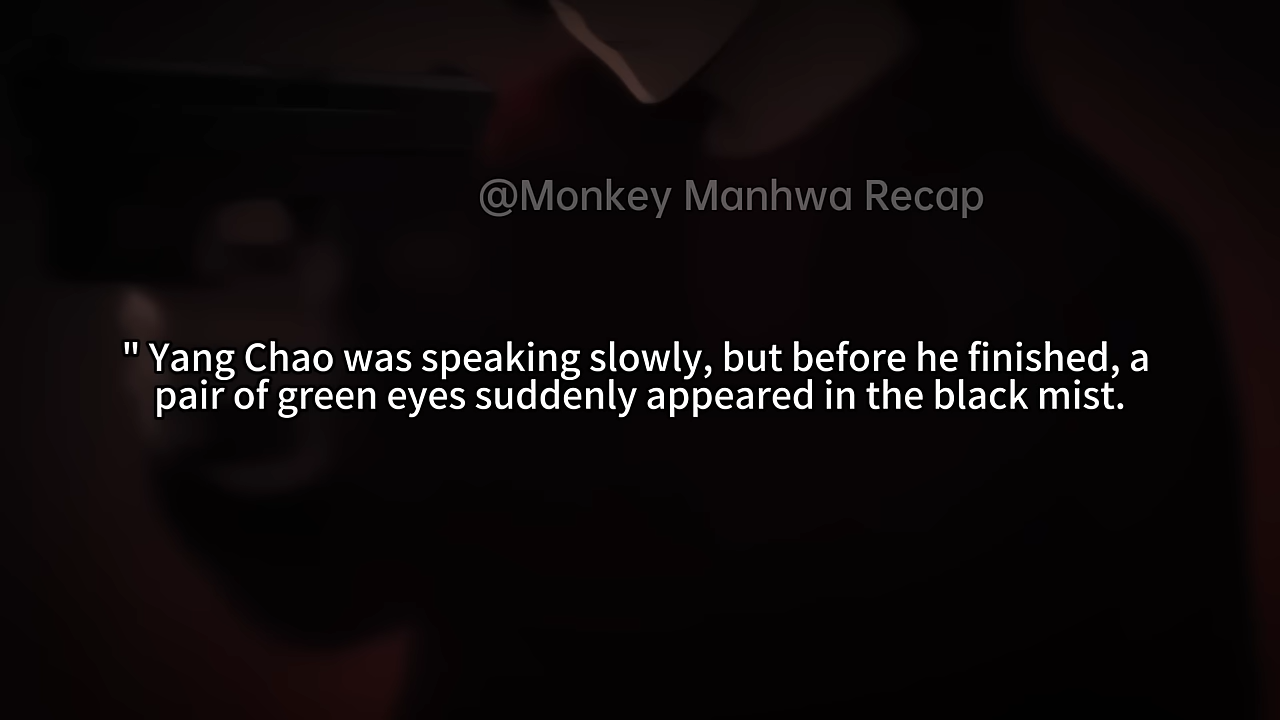 @Monkey Manhwa Recap
" Yang Chao was speaking slowly, but before he finished, a
pair of green eyes suddenly appeared in the black mist.